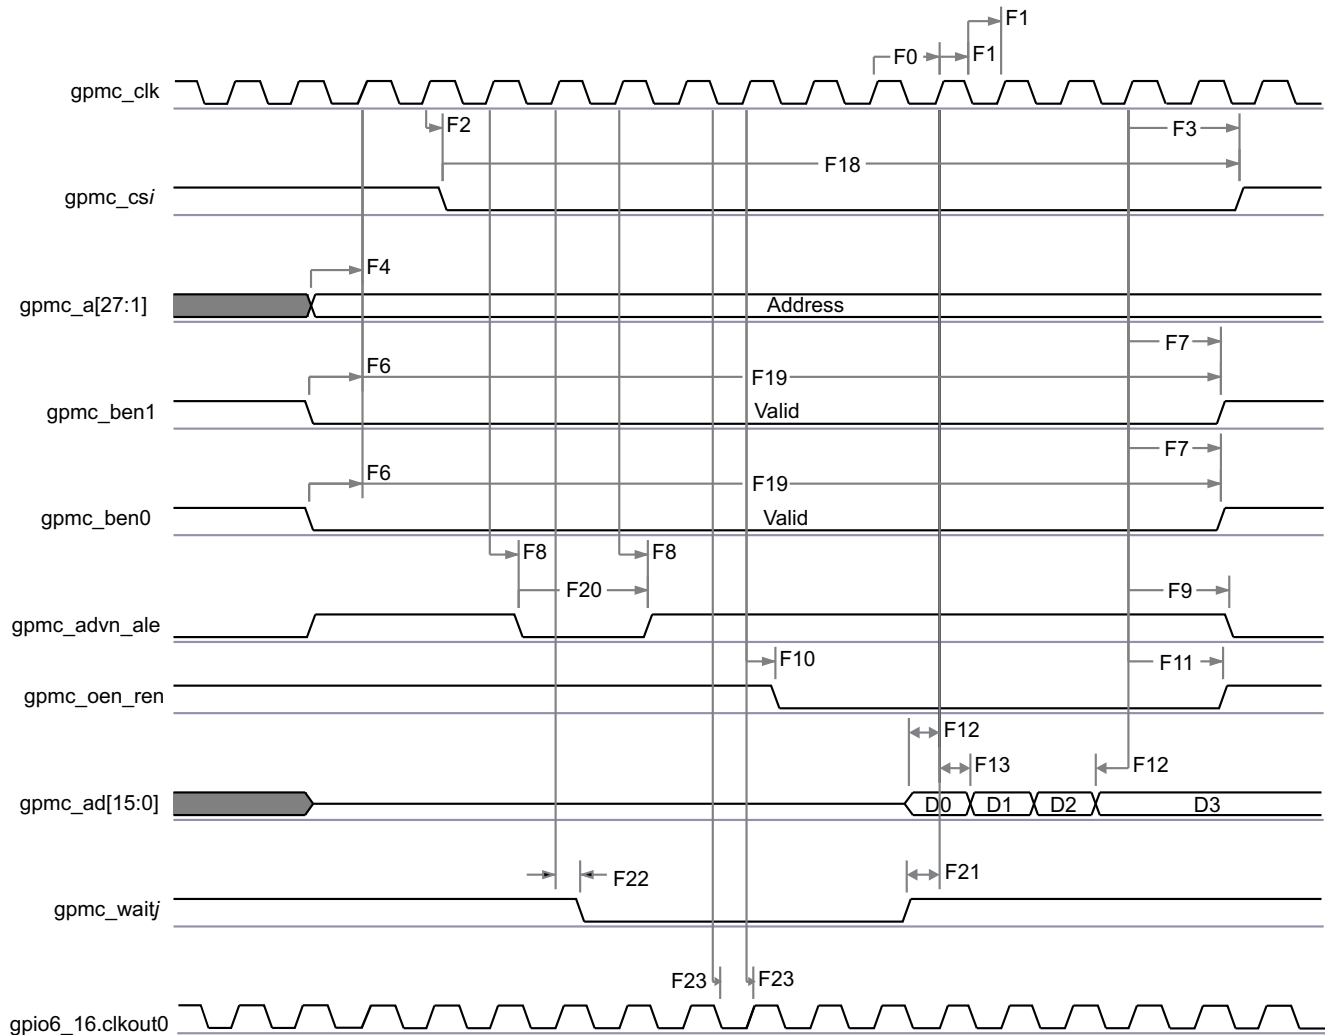 F1
F0 F1
gpmc_clk
F2 F3
F18
gpmc_csi
F4
gpmc_a[27:1] Address
F7
F6 F19
gpmc_ben1 Valid
F7
F6 F19
gpmc_ben0 Valid
F8 F8
F20 F9
gpmc_advn_ale
F10 F11
gpmc_oen_ren
F12
F13 F12
gpmc_ad[15:0] D0 D1 D2 D3
F22 F21
gpmc_waitj
F23 F23
gpio6_16.clkout0